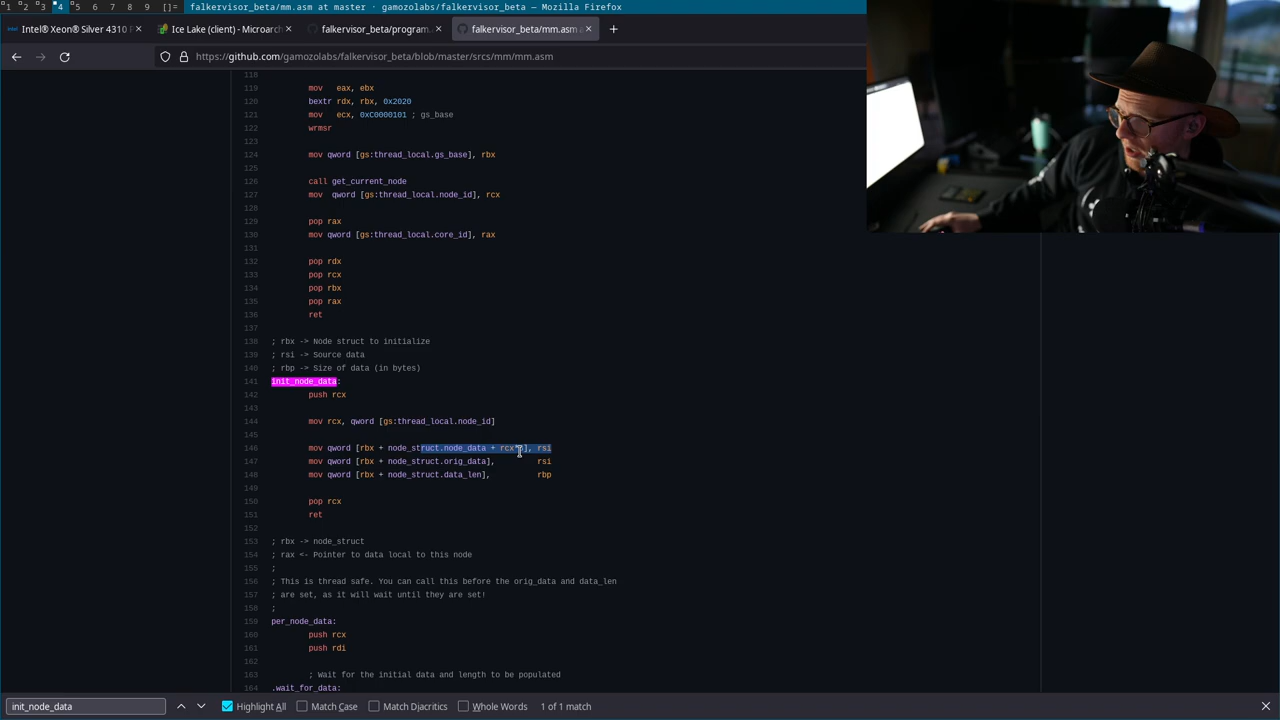 1 2 3 4 5 6 7 8 9 []= falkervisor_beta/mm.asm at master · gamozolabs/falkervisor_beta — Mozilla Firefox
Intel® Xeon® Silver 4310 Ice Lake (client) - Microarch falkervisor_beta/program. falkervisor_beta/mm.asm
https://github.com/gamozolabs/falkervisor_beta/blob/master/srcs/mm/mm.asm
118
119 mov eax, ebx
120 bextr rdx, rbx, 0x2020
121 mov ecx, 0xC0000101 ; gs_base
122 wrmsr
123
124 mov qword [gs:thread_local.gs_base], rbx
125
126 call get_current_node
127 mov qword [gs:thread_local.node_id], rcx
128
129 pop rax
130 mov qword [gs:thread_local.core_id], rax
131
132 pop rdx
133 pop rcx
134 pop rbx
135 pop rax
136 ret
137
138 ; rbx -> Node struct to initialize
139 ; rsi -> Source data
140 ; rbp -> Size of data (in bytes)
141 init_node_data:
142 push rcx
143
144 mov rcx, qword [gs:thread_local.node_id]
145
146 mov qword [rbx + node_struct.node_data + rcx* ], rsi
147 mov qword [rbx + node_struct.orig_data], rsi
148 mov qword [rbx + node_struct.data_len], rbp
149
150 pop rcx
151 ret
152
153 ; rbx -> node_struct
154 ; rax <- Pointer to data local to this node
155 ;
156 ; This is thread safe. You can call this before the orig_data and data_len
157 ; are set, as it will wait until they are set!
158 ;
159 per_node_data:
160 push rcx
161 push rdi
162
163 ; Wait for the initial data and length to be populated
164 .wait_for_data:
init_node_data Highlight All Match Case Match Diacritics Whole Words 1 of 1 match